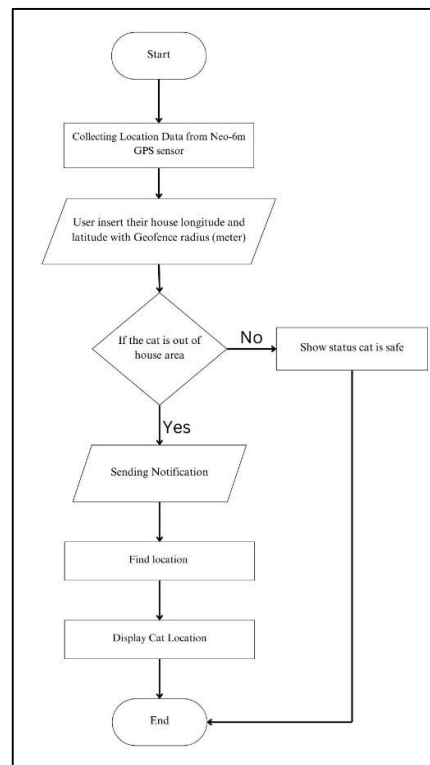 Start
Collecting Location Data from Neo-6m
GPS sensor
User insert their house longitude and
latitude with Geofence radius (meter)
If the cat is out of
house area
No
Show status cat is safe
Yes
Sending Notification
Find location
Display Cat Location
End